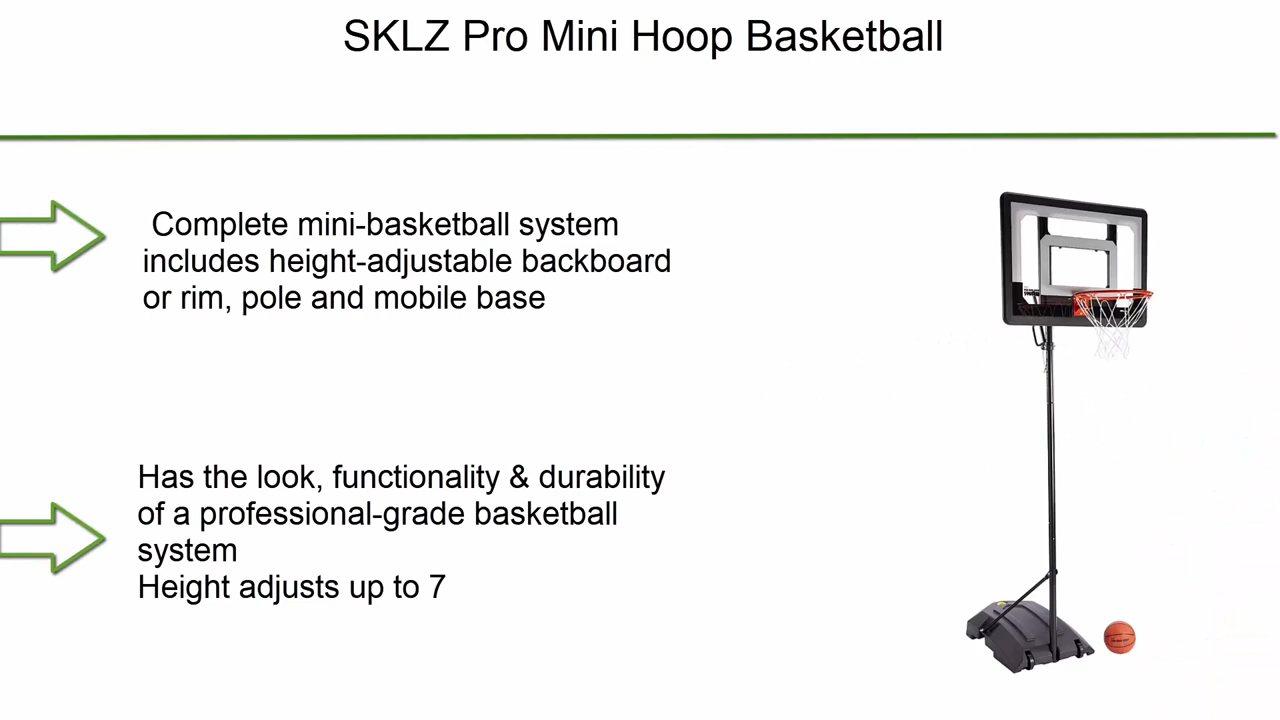 SKLZ Pro Mini Hoop Basketball
Complete mini-basketball system
includes height-adjustable backboard
or rim, pole and mobile base
Has the look, functionality & durability
of a professional-grade basketball
system
Height adjusts up to 7